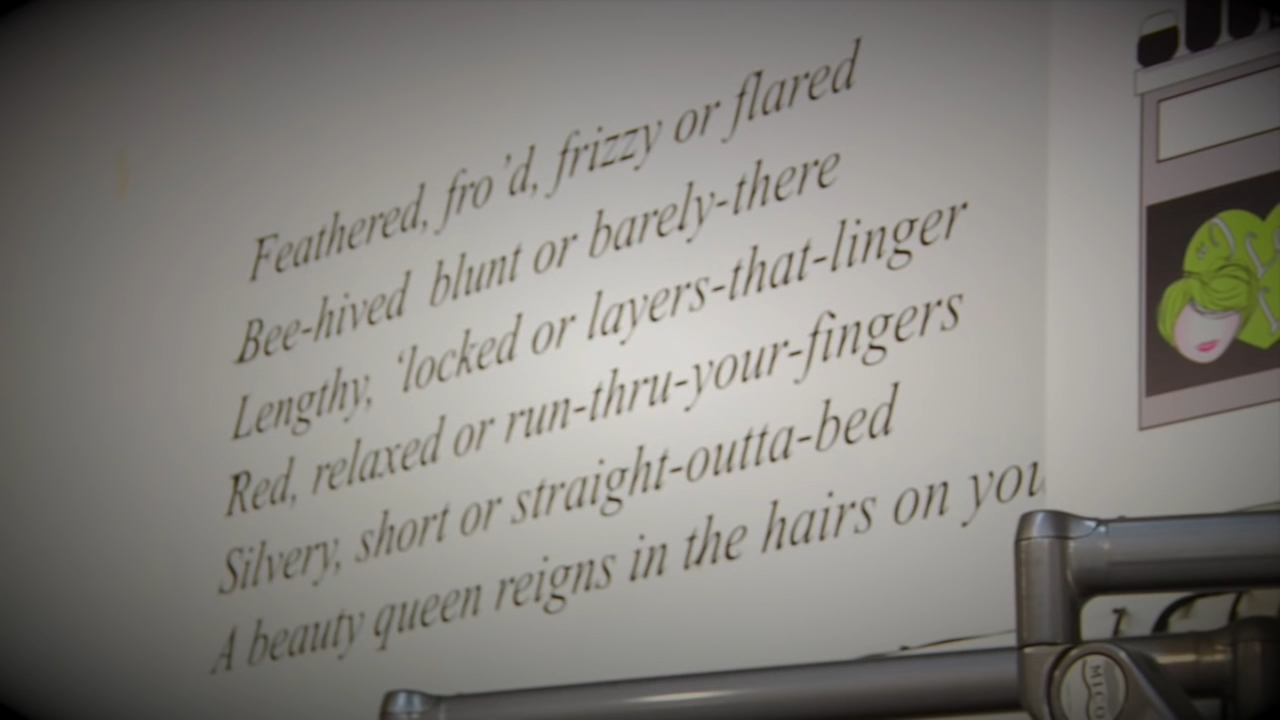 Feathered, fro’d, frizzy or flared
Bee-hived blunt or barely-there
Lengthy, ‘locked or layers-that-linger
Red, relaxed or run-thru-your-fingers
Silvery, short or straight-outta-bed
A beauty queen reigns in the hairs on you